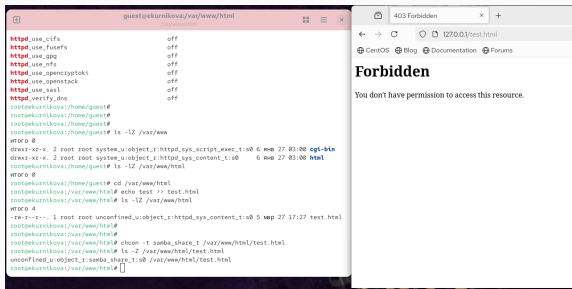 guest@ekurnikova:/var/www/html
httpd_use_cifs off
httpd_use_fusefs off
httpd_use_gpg off
httpd_use_nfs off
httpd_use_opencryptoki off
httpd_use_openstack off
httpd_use_sasl off
httpd_verify_dns off
root@ekurnikova:/home/guest#
root@ekurnikova:/home/guest#
root@ekurnikova:/home/guest#
root@ekurnikova:/home/guest# ls -lZ /var/www
итого 0
drwxr-xr-x. 2 root root system_u:object_r:httpd_sys_script_exec_t:s0 6 янв 27 03:00 cgi-bin
drwxr-xr-x. 2 root root system_u:object_r:httpd_sys_content_t:s0 6 янв 27 03:00 html
root@ekurnikova:/home/guest# ls -lZ /var/www/html
итого 0
root@ekurnikova:/home/guest# cd /var/www/html
root@ekurnikova:/var/www/html# echo test >> test.html
root@ekurnikova:/var/www/html# ls -lZ /var/www/html
итого 4
-rw-r--r--. 1 root root unconfined_u:object_r:httpd_sys_content_t:s0 5 мар 27 17:27 test.html
root@ekurnikova:/var/www/html#
root@ekurnikova:/var/www/html#
root@ekurnikova:/var/www/html# chcon -t samba_share_t /var/www/html/test.html
root@ekurnikova:/var/www/html# ls -Z /var/www/html/test.html
unconfined_u:object_r:samba_share_t:s0 /var/www/html/test.html
root@ekurnikova:/var/www/html#
403 Forbidden
127.0.0.1/test.html
CentOS Blog Documentation Forums
Forbidden
You don't have permission to access this resource.